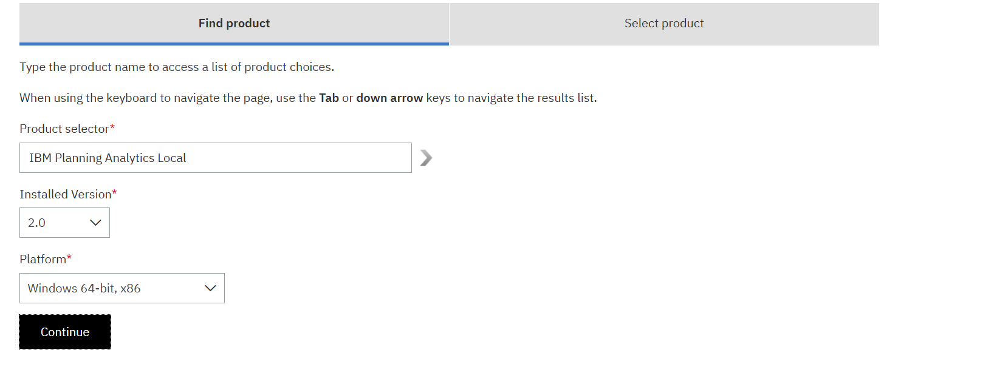 Find product
Select product
Type the product name to access a list of product choices.
When using the keyboard to navigate the page, use the Tab or down arrow keys to navigate the results list.
Product selector*
IBM Planning Analytics Local
Installed Version*
2.0
Platform*
Windows 64-bit, x86
Continue